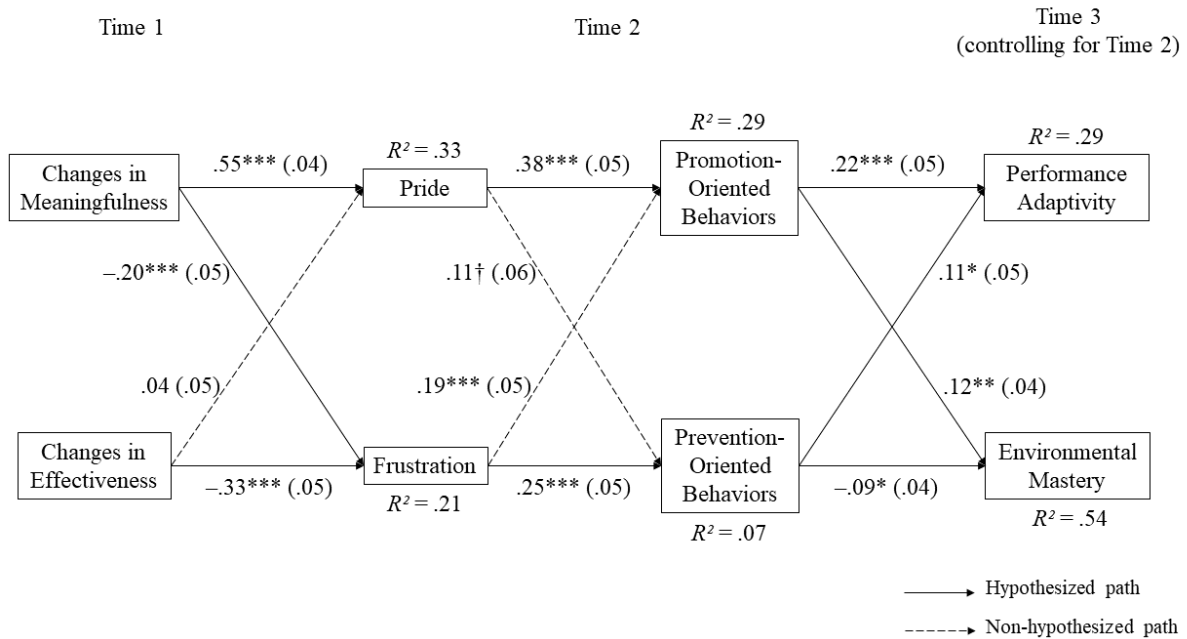 Time 1
Time 2
Time 3
(controlling for Time 2)
R² = .33
R² = .29
R² = .29
.55*** (.04)
.38*** (.05)
.22*** (.05)
Changes in
Meaningfulness
Pride
Promotion-
Oriented
Behaviors
Performance
Adaptivity
–.20*** (.05)
.11† (.06)
.11* (.05)
.04 (.05)
.19*** (.05)
.12** (.04)
Changes in
Effectiveness
Frustration
Prevention-
Oriented
Behaviors
Environmental
Mastery
–.33*** (.05)
R² = .21
.25*** (.05)
R² = .07
–.09* (.04)
R² = .54
Hypothesized path
Non-hypothesized path